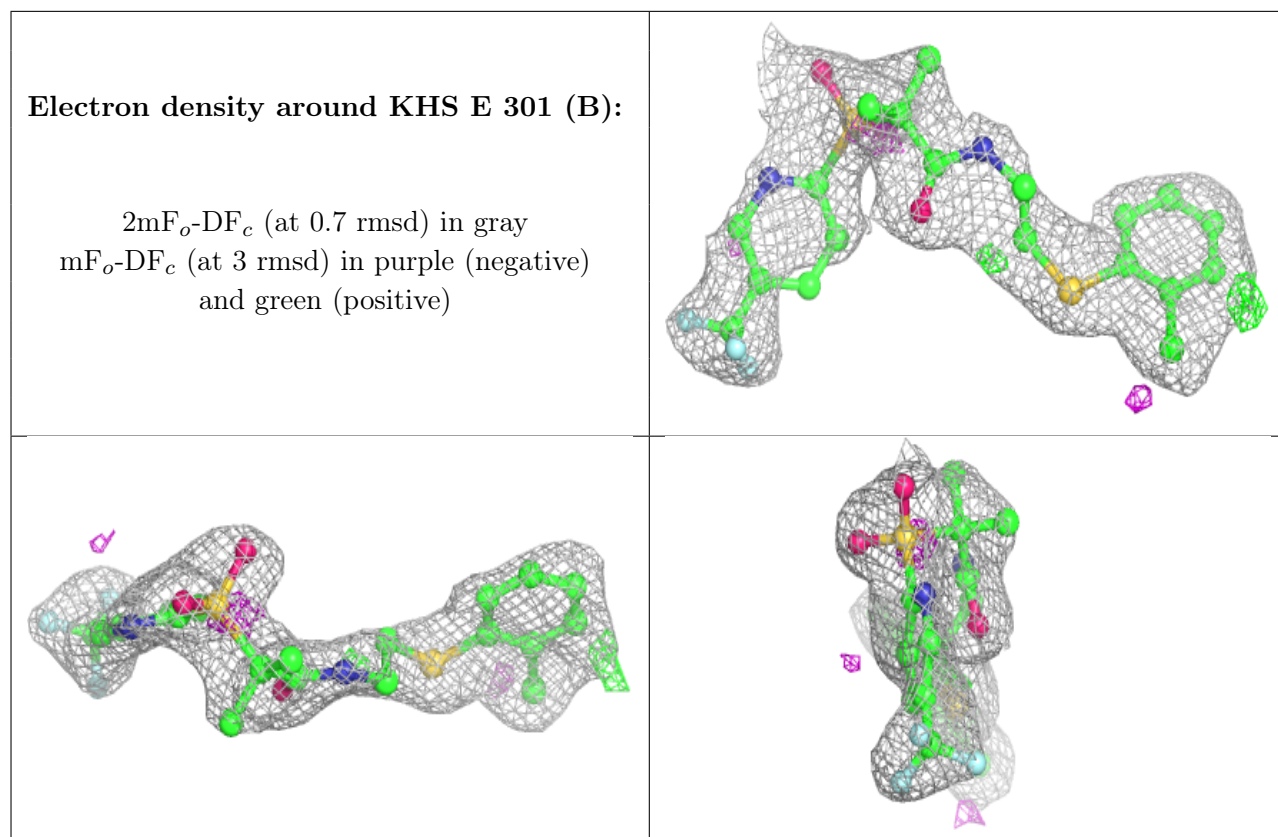 Electron density around KHS E 301 (B):
2mFₒ-DF𝒸 (at 0.7 rmsd) in gray
mFₒ-DF𝒸 (at 3 rmsd) in purple (negative)
and green (positive)